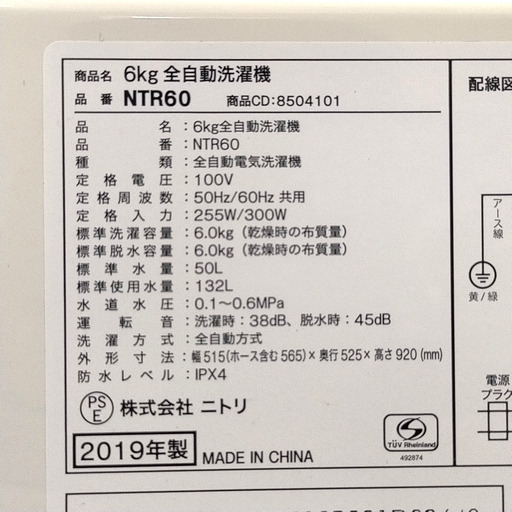 商品名 6kg 全自動洗濯機
品 番 NTR60 商品CD:8504101
品 名:6kg全自動洗濯機
品 番:NTR60
種 類:全自動電気洗濯機
定格電圧:100V
定格周波数:50Hz/60Hz 共用
定格入力:255W/300W
標準洗濯容量:6.0kg(乾燥時の布質量)
標準脱水容量:6.0kg(乾燥時の布質量)
標準水量:50L
標準使用水量:132L
水道水圧:0.1~0.6MPa
運転音:洗濯時:38dB、脱水時:45dB
洗濯方式:全自動方式
外形寸法:幅515(ホース含む565)×奥行525×高さ920(mm)
防水レベル:IPX4
PSE 株式会社 ニトリ
2019年製 MADE IN CHINA
TÜV Rheinland
492874
配線図
アース線
黄/緑
電源
プラグ